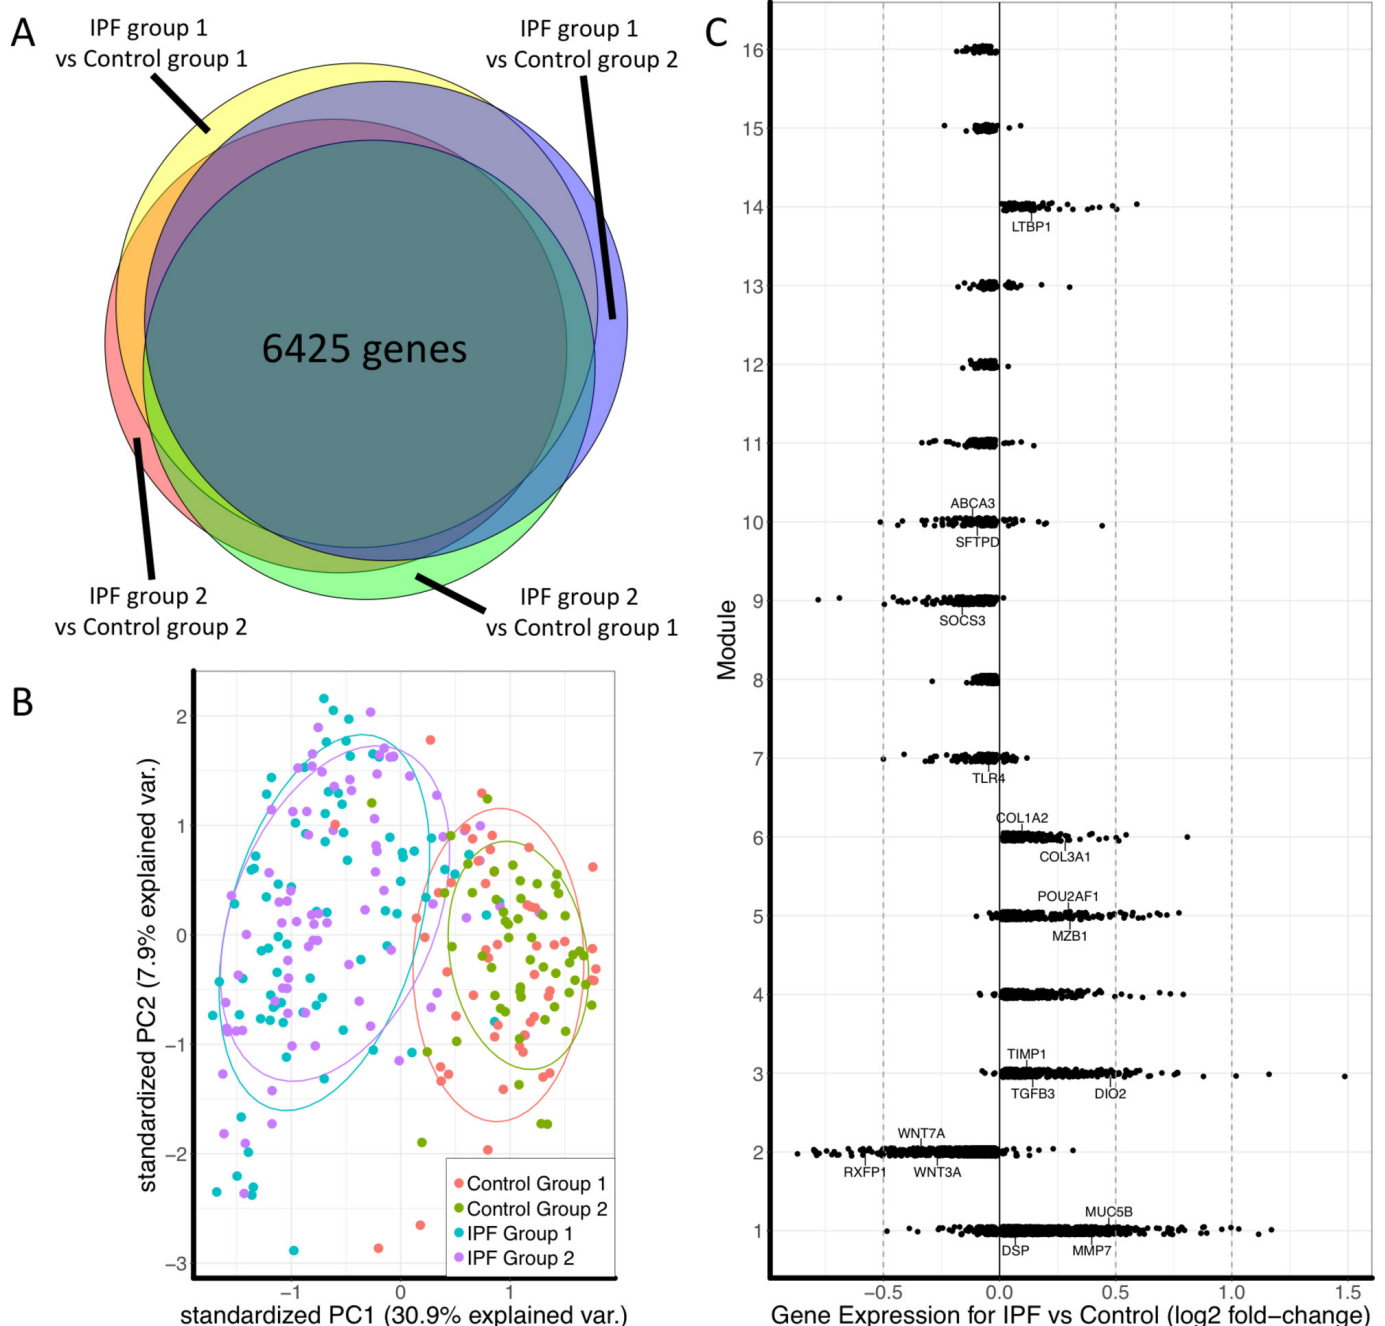 A
IPF group 1
vs Control group 1
IPF group 1
vs Control group 2
6425 genes
IPF group 2
vs Control group 2
IPF group 2
vs Control group 1
B
standardized PC2 (7.9% explained var.)
2
1
0
−1
−2
−3
Control Group 1
Control Group 2
IPF Group 1
IPF Group 2
−1 0 1
standardized PC1 (30.9% explained var.)
C
Module
16
15
14
LTBP1
13
12
11
ABCA3
10
SFTPD
9
SOCS3
8
7
TLR4
COL1A2
6
COL3A1
POU2AF1
5
MZB1
4
TIMP1
3
TGFB3 DIO2
WNT7A
2
RXFP1 WNT3A
MUC5B
1
DSP MMP7
−0.5 0.0 0.5 1.0 1.5
Gene Expression for IPF vs Control (log2 fold−change)